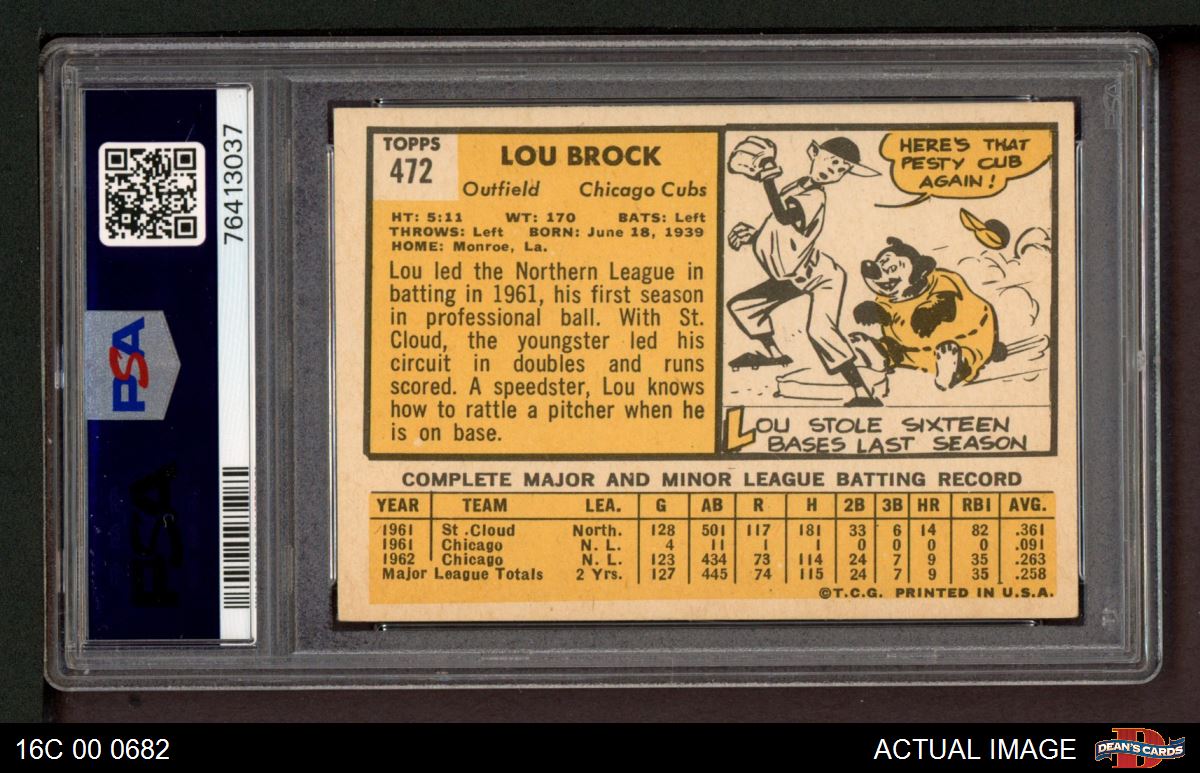 76413037
PSA
PSA
TOPPS
472
LOU BROCK
Outfield Chicago Cubs
HT: 5:11 WT: 170 BATS: Left
THROWS: Left BORN: June 18, 1939
HOME: Monroe, La.
Lou led the Northern League in
batting in 1961, his first season
in professional ball. With St.
Cloud, the youngster led his
circuit in doubles and runs
scored. A speedster, Lou knows
how to rattle a pitcher when he
is on base.
HERE'S THAT
PESTY CUB
AGAIN!
LOU STOLE SIXTEEN
BASES LAST SEASON
COMPLETE MAJOR AND MINOR LEAGUE BATTING RECORD
YEAR TEAM LEA. G AB R H 2B 3B HR RBI AVG.
1961 St. Cloud North. 128 501 117 181 33 6 14 82 .361
1961 Chicago N. L. 4 11 1 1 0 0 0 0 .091
1962 Chicago N. L. 123 434 73 114 24 7 9 35 .263
Major League Totals 2 Yrs. 127 445 74 115 24 7 9 35 .258
©T.C.G. PRINTED IN U.S.A.
PSA
16C 00 0682
ACTUAL IMAGE
DEAN'S CARDS